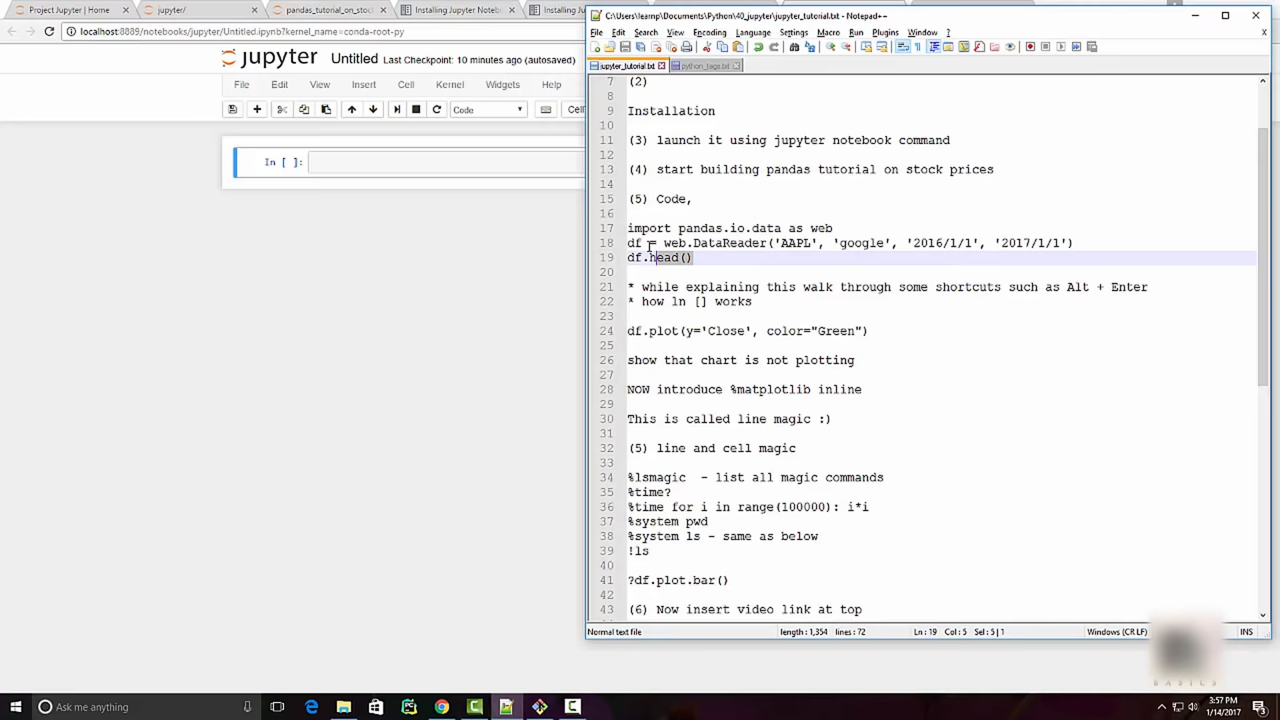 Project Jupyter | Home
jupyter/
pandas_tutorial_on_stoc
Installing Jupyter Noteb
Installing Jup
localhost:8889/notebooks/jupyter/Untitled.ipynb?kernel_name=conda-root-py
jupyter Untitled Last Checkpoint: 10 minutes ago (autosaved)
File Edit View Insert Cell Kernel Widgets Help
Code
Cell
In [ ]:
C:\Users\learnp\Documents\Python\40_jupyter\jupyter_tutorial.txt - Notepad++
File Edit Search View Encoding Language Settings Macro Run Plugins Window ?
X
jupyter_tutorial.txt python_tags.txt
7 (2)
8
9 Installation
10
11 (3) launch it using jupyter notebook command
12
13 (4) start building pandas tutorial on stock prices
14
15 (5) Code,
16
17 import pandas.io.data as web
18 df = web.DataReader('AAPL', 'google', '2016/1/1', '2017/1/1')
19 df.head()
20
21 * while explaining this walk through some shortcuts such as Alt + Enter
22 * how ln [] works
23
24 df.plot(y='Close', color="Green")
25
26 show that chart is not plotting
27
28 NOW introduce %matplotlib inline
29
30 This is called line magic :)
31
32 (5) line and cell magic
33
34 %lsmagic - list all magic commands
35 %time?
36 %time for i in range(100000): i*i
37 %system pwd
38 %system ls - same as below
39 !ls
40
41 ?df.plot.bar()
42
43 (6) Now insert video link at top
Normal text file length : 1,354 lines : 72 Ln : 19 Col : 5 Sel : 5 | 1 Windows (CR LF) INS
BASICS
Ask me anything
3:57 PM
1/14/2017